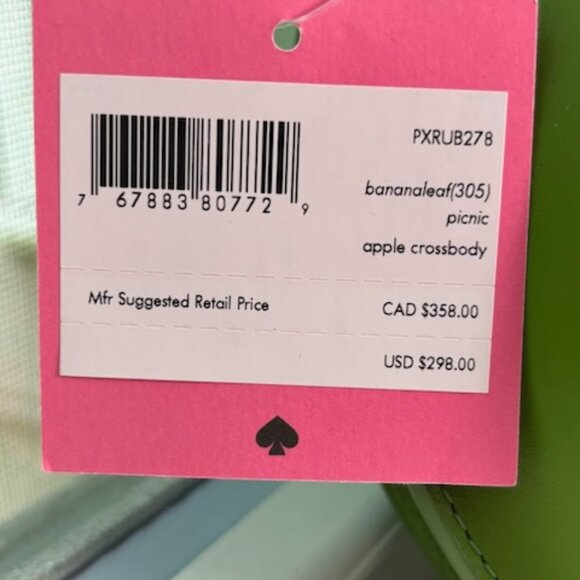 PXRUB278
7 67883 80772 9
bananaleaf(305)
picnic
apple crossbody
Mfr Suggested Retail Price CAD $358.00
USD $298.00